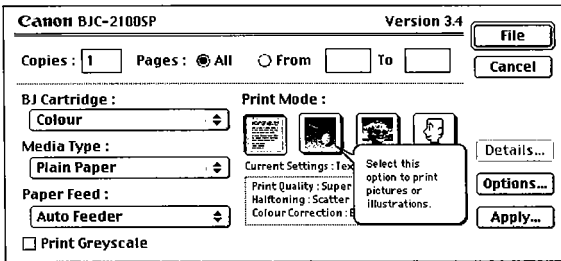 Canon BJC-2100SP Version 3.4
File
Copies : 1 Pages : All From To
Cancel
BJ Cartridge : Print Mode :
Colour
Media Type :
Plain Paper
Current Settings : Tex
Select this
option to print
pictures or
illustrations.
Details...
Print Quality : Super
Halftoning : Scatter
Colour Correction :
Options...
Paper Feed :
Auto Feeder
Apply...
Print Greyscale